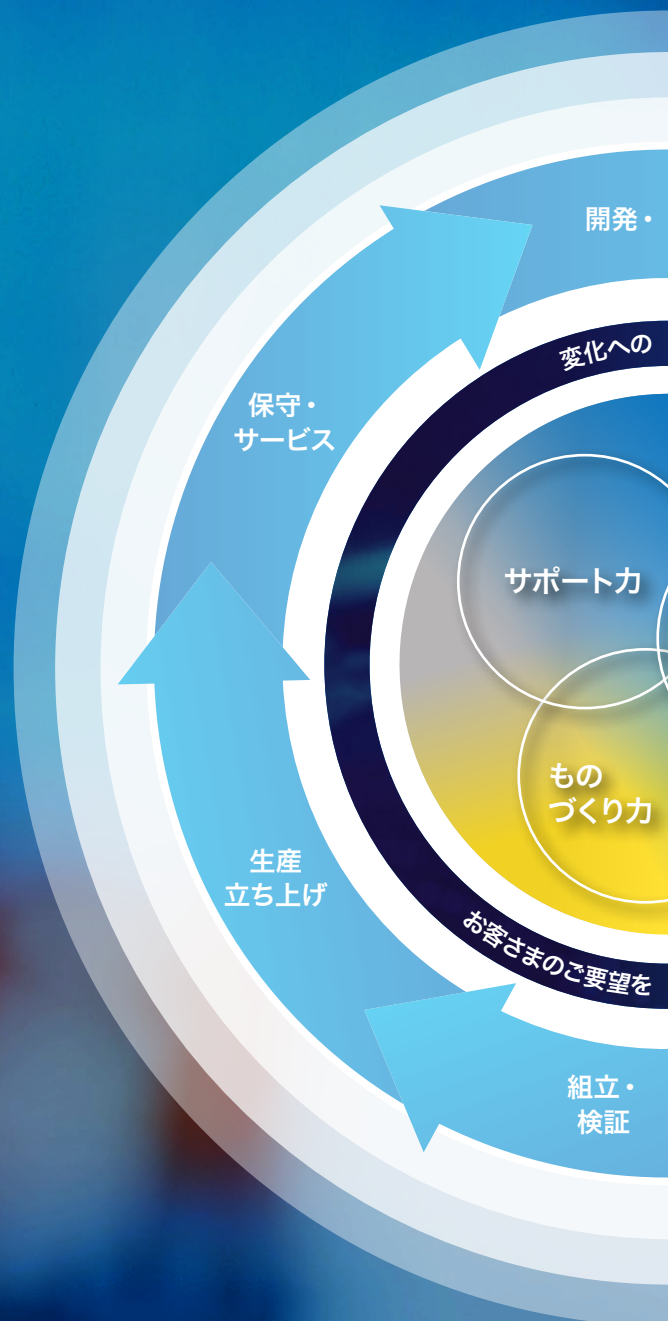 開発・
変化への
保守・
サービス
サポート力
もの
づくり力
生産
立ち上げ
お客さまのご要望を
組立・
検証